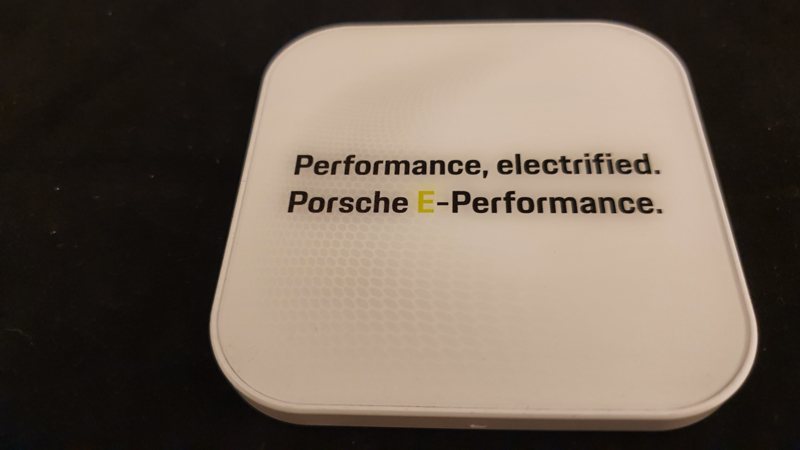 Performance, electrified.
Porsche E-Performance.